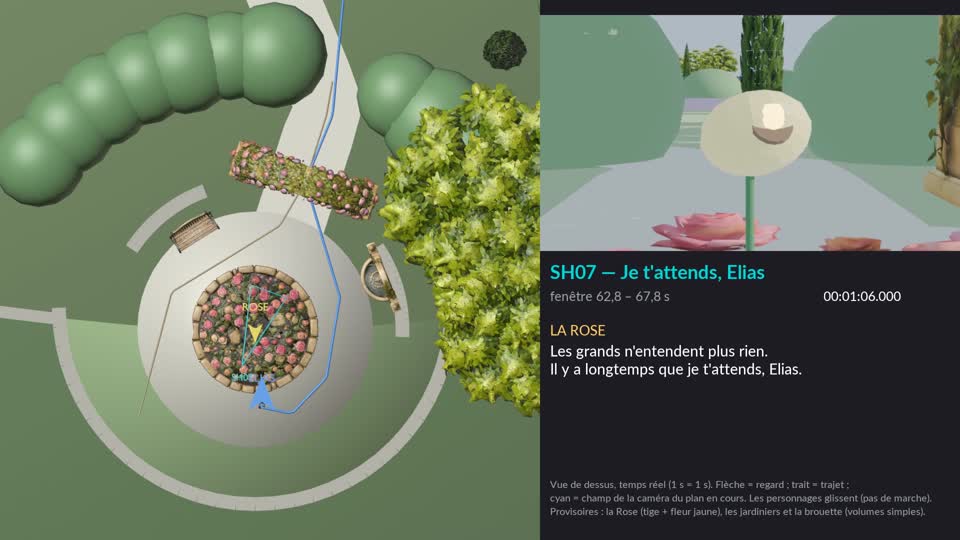 ROSE
SH07 — Je t'attends, Elias
fenêtre 62,8 – 67,8 s
00:01:06.000
LA ROSE
Les grands n'entendent plus rien.
Il y a longtemps que je t'attends, Elias.
Vue de dessus, temps réel (1 s = 1 s). Flèche = regard ; trait = trajet ;
cyan = champ de la caméra du plan en cours. Les personnages glissent (pas de marche).
Provisoires : la Rose (tige + fleur jaune), les jardiniers et la brouette (volumes simples).